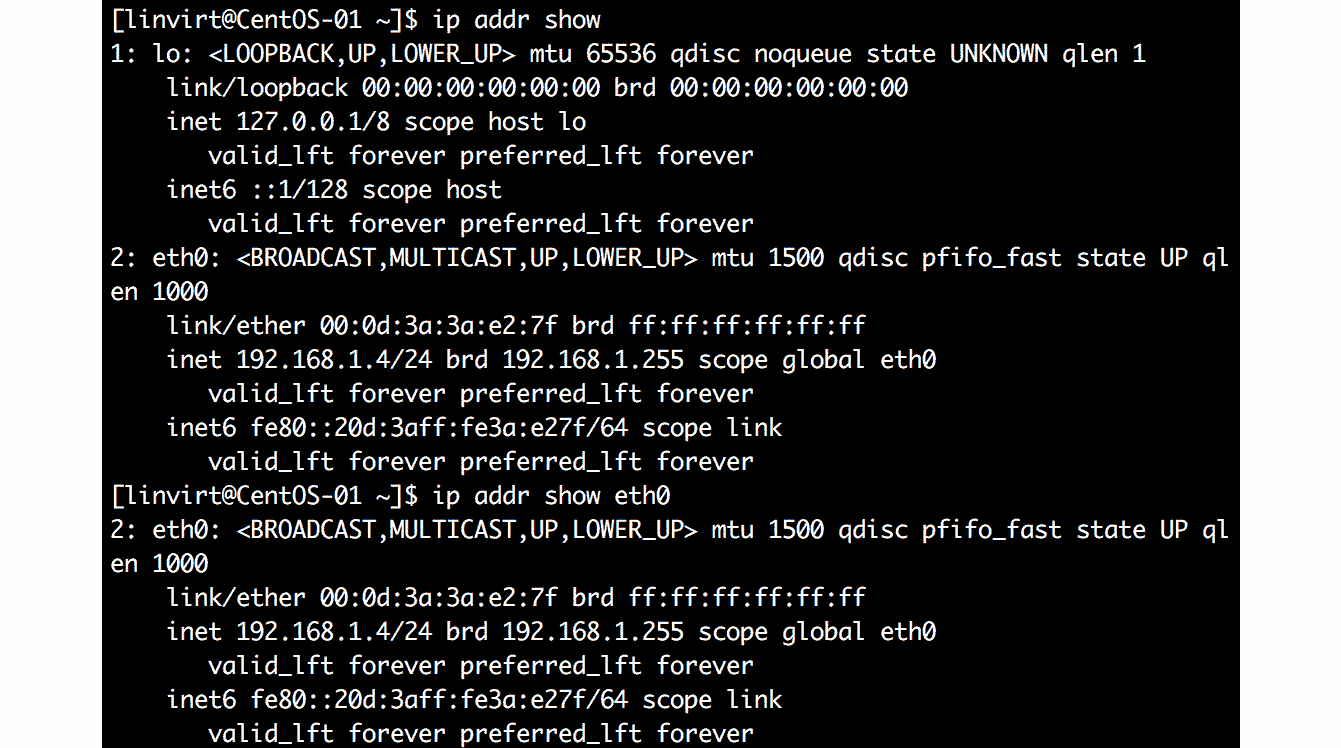 [linvirt@CentOS-01 ~]$ ip addr show
1: lo: <LOOPBACK,UP,LOWER_UP> mtu 65536 qdisc noqueue state UNKNOWN qlen 1
    link/loopback 00:00:00:00:00:00 brd 00:00:00:00:00:00
    inet 127.0.0.1/8 scope host lo
       valid_lft forever preferred_lft forever
    inet6 ::1/128 scope host
       valid_lft forever preferred_lft forever
2: eth0: <BROADCAST,MULTICAST,UP,LOWER_UP> mtu 1500 qdisc pfifo_fast state UP ql
en 1000
    link/ether 00:0d:3a:3a:e2:7f brd ff:ff:ff:ff:ff:ff
    inet 192.168.1.4/24 brd 192.168.1.255 scope global eth0
       valid_lft forever preferred_lft forever
    inet6 fe80::20d:3aff:fe3a:e27f/64 scope link
       valid_lft forever preferred_lft forever
[linvirt@CentOS-01 ~]$ ip addr show eth0
2: eth0: <BROADCAST,MULTICAST,UP,LOWER_UP> mtu 1500 qdisc pfifo_fast state UP ql
en 1000
    link/ether 00:0d:3a:3a:e2:7f brd ff:ff:ff:ff:ff:ff
    inet 192.168.1.4/24 brd 192.168.1.255 scope global eth0
       valid_lft forever preferred_lft forever
    inet6 fe80::20d:3aff:fe3a:e27f/64 scope link
       valid_lft forever preferred_lft forever